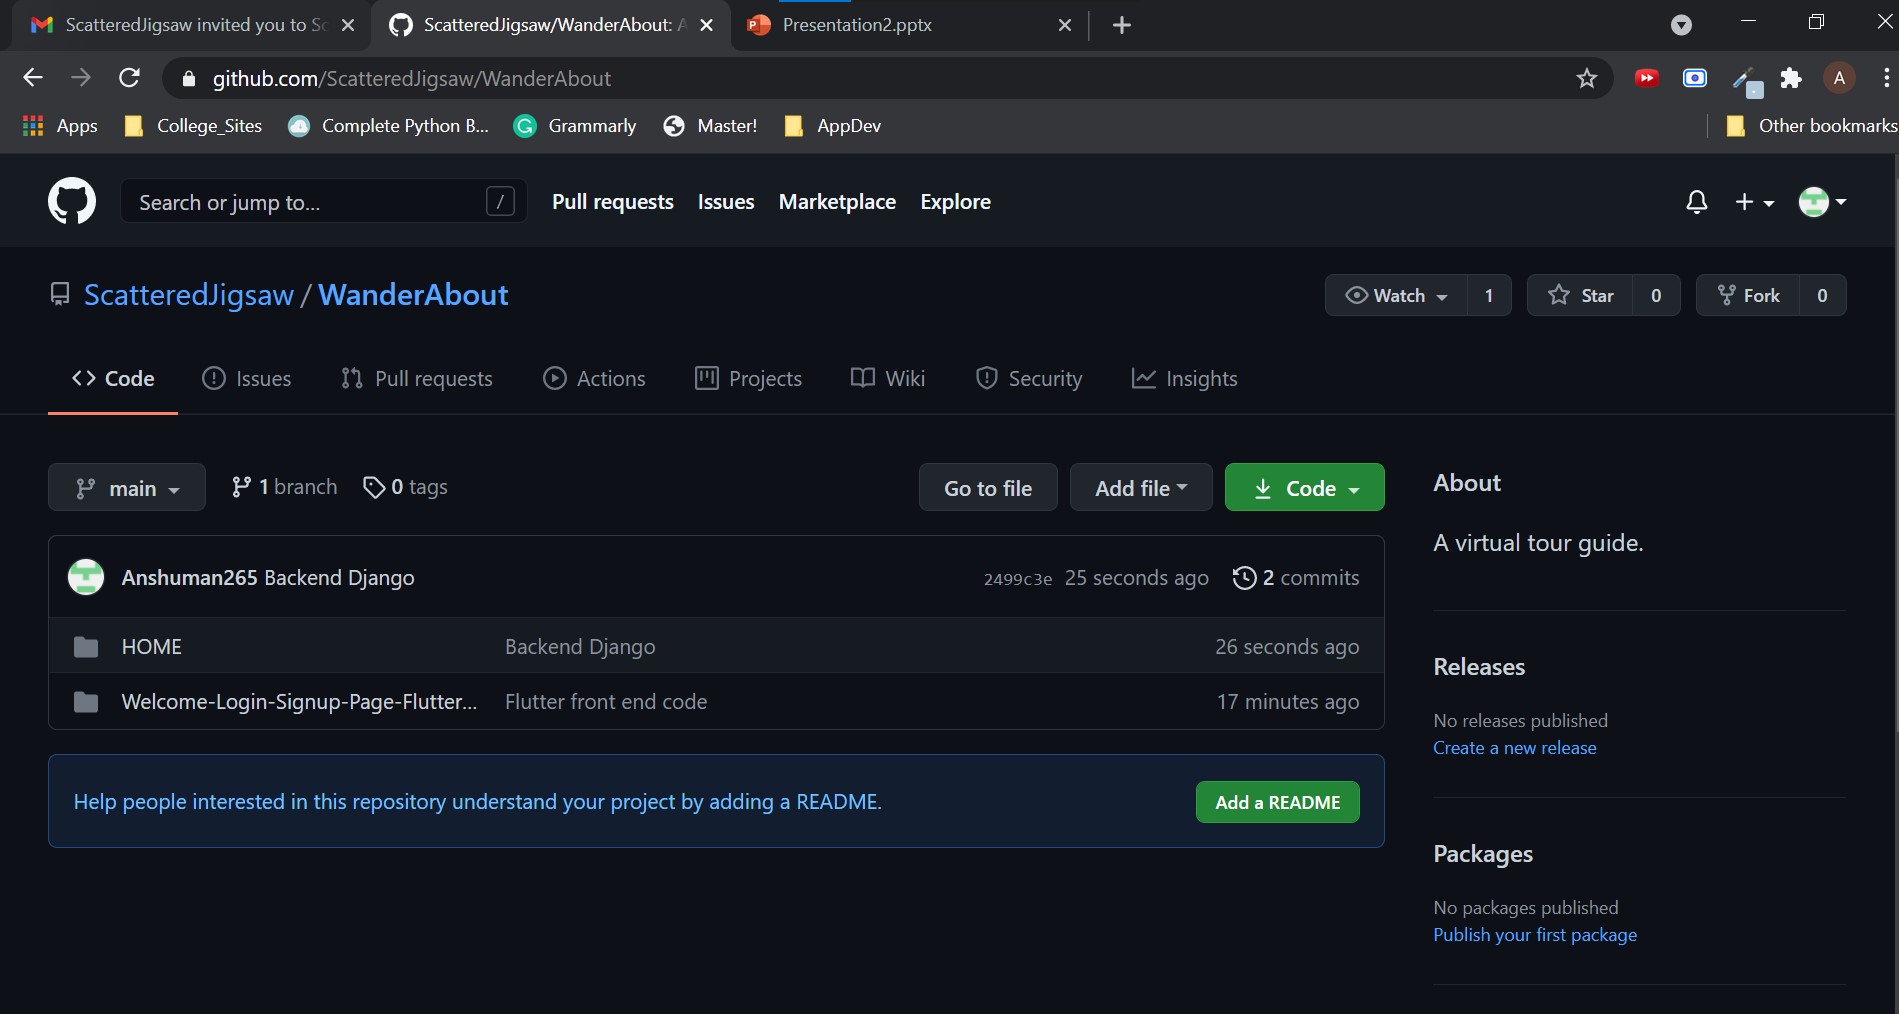 ScatteredJigsaw invited you to Sc
ScatteredJigsaw/WanderAbout: A
Presentation2.pptx
github.com/ScatteredJigsaw/WanderAbout
A
Apps
College_Sites
Complete Python B...
Grammarly
Master!
AppDev
Other bookmarks
Search or jump to...
/
Pull requests
Issues
Marketplace
Explore
ScatteredJigsaw / WanderAbout
Watch 1
Star 0
Fork 0
Code
Issues
Pull requests
Actions
Projects
Wiki
Security
Insights
main
1 branch
0 tags
Go to file
Add file
Code
Anshuman265 Backend Django
2499c3e 25 seconds ago
2 commits
HOME Backend Django 26 seconds ago
Welcome-Login-Signup-Page-Flutter... Flutter front end code 17 minutes ago
Help people interested in this repository understand your project by adding a README.
Add a README
About
A virtual tour guide.
Releases
No releases published
Create a new release
Packages
No packages published
Publish your first package